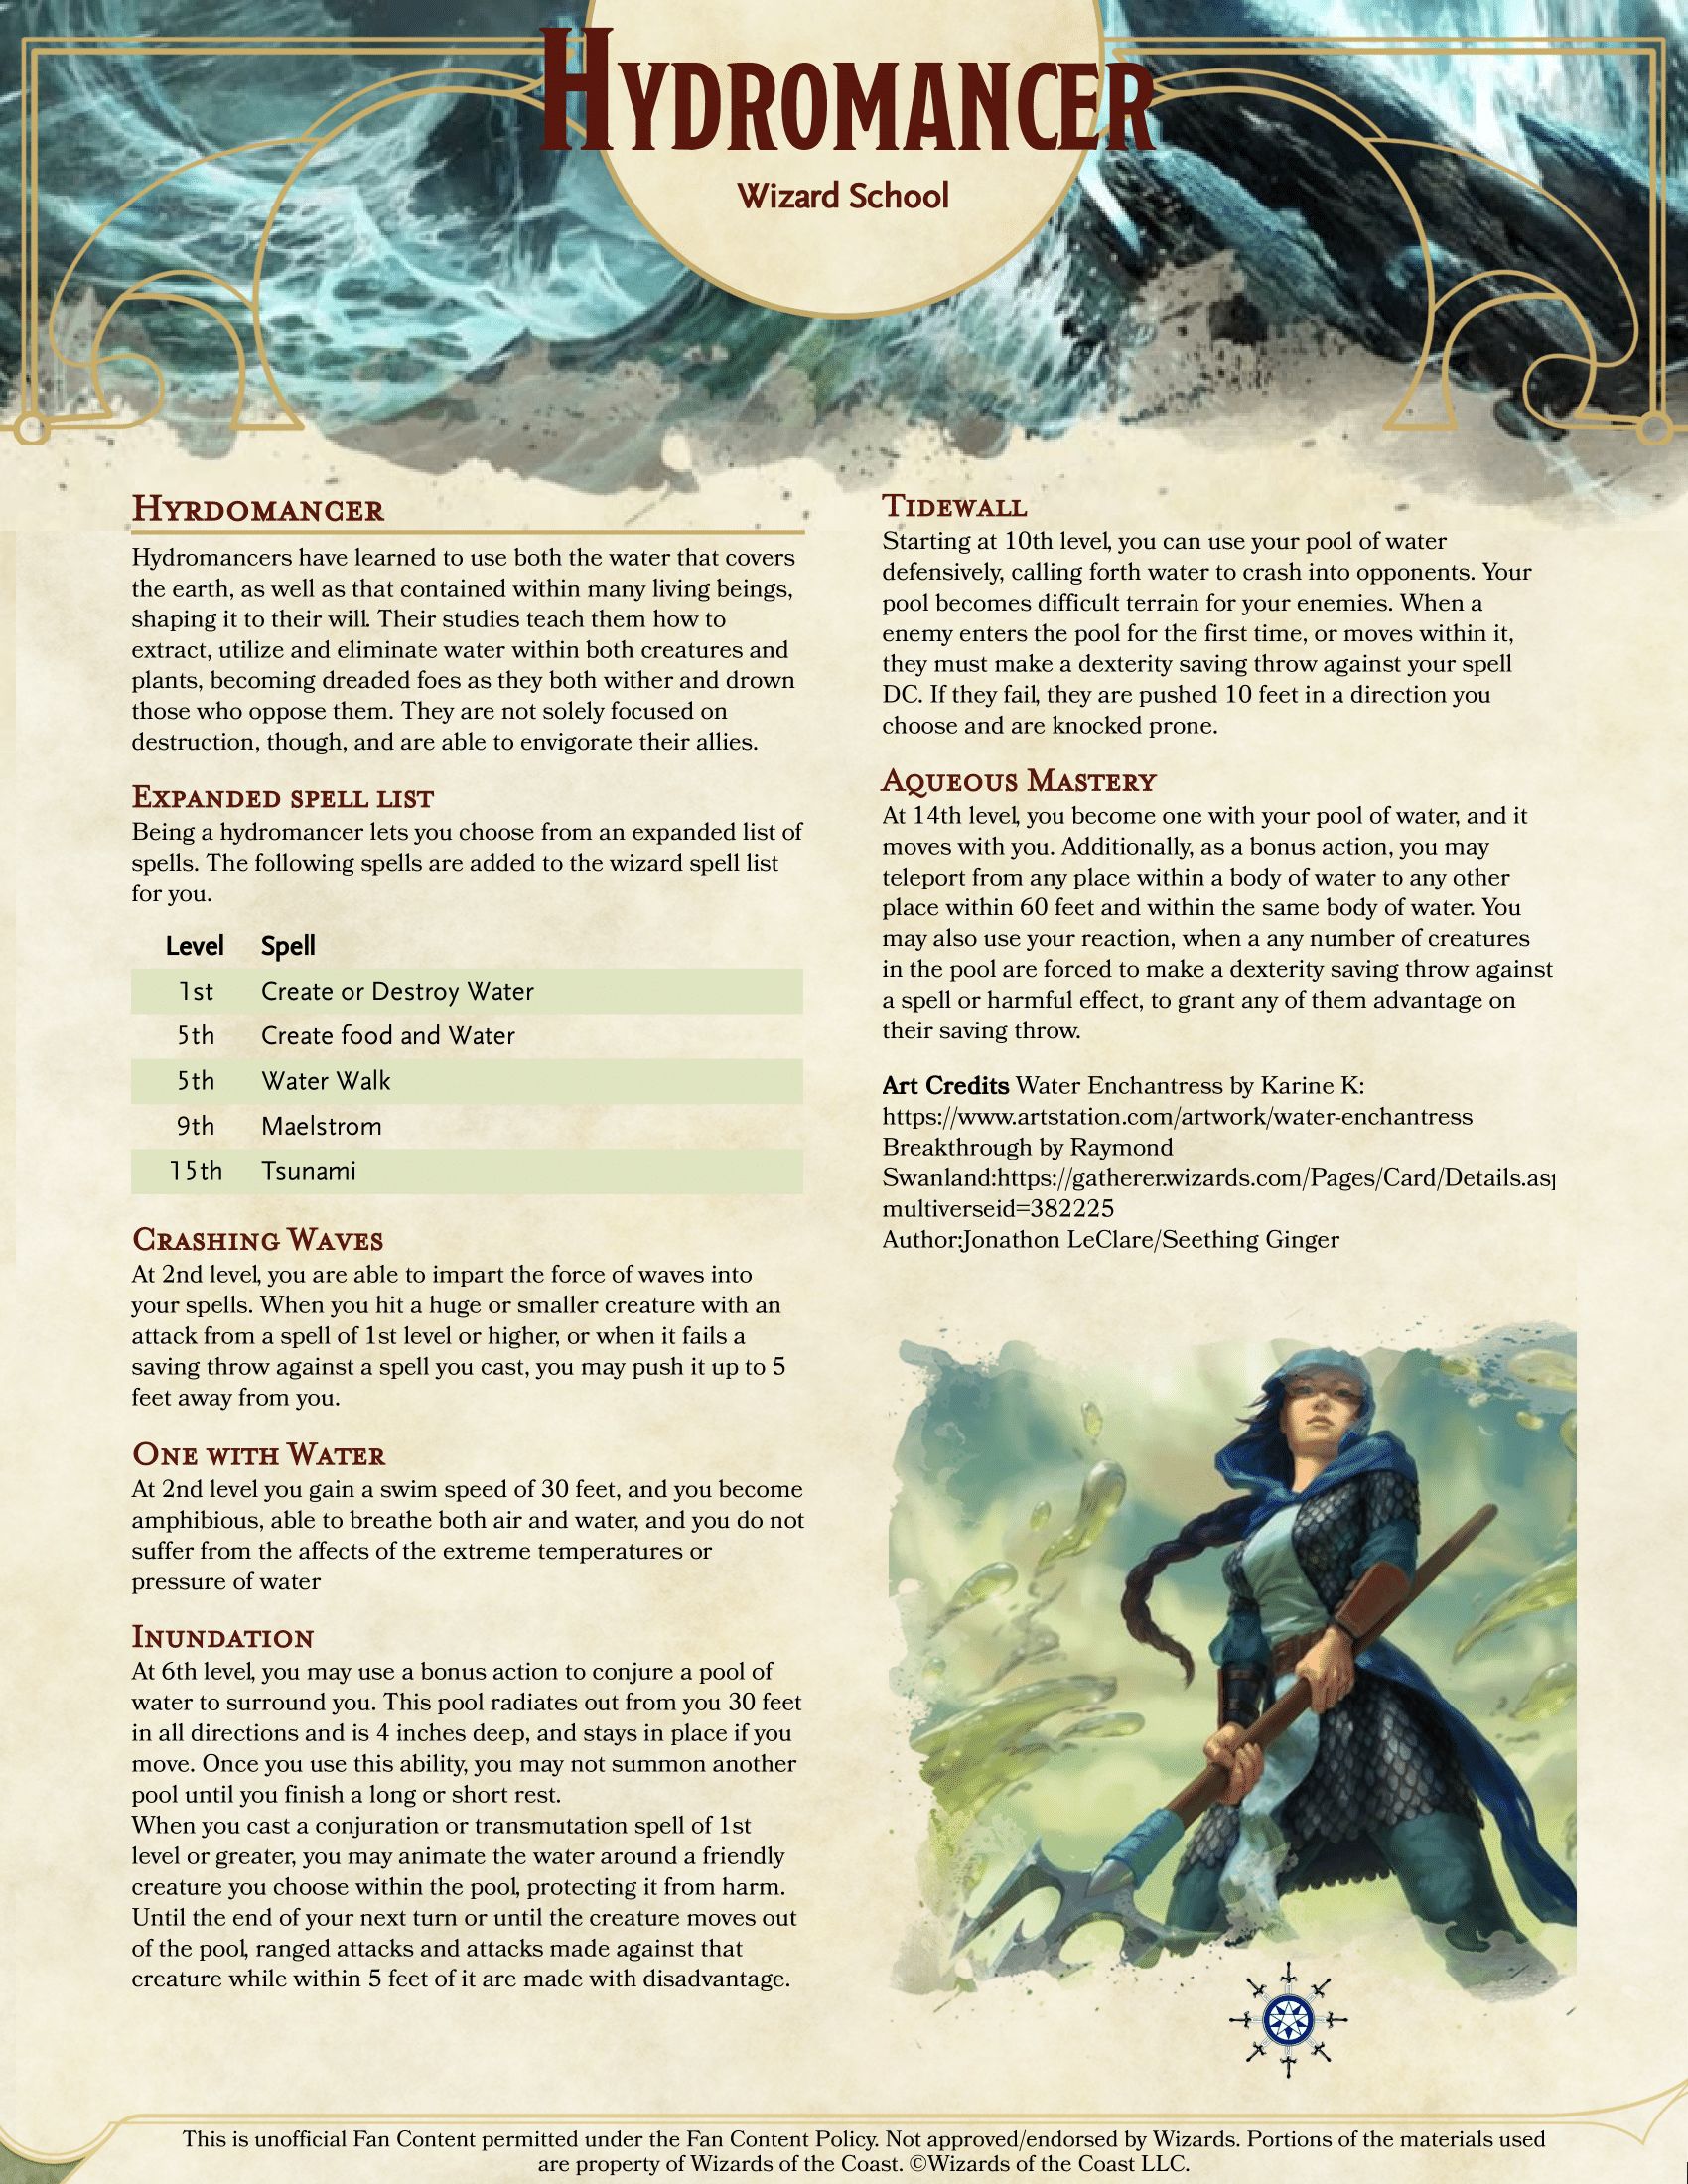 Hydromancer
Wizard School
Hyrdomancer
Hydromancers have learned to use both the water that covers
the earth, as well as that contained within many living beings,
shaping it to their will. Their studies teach them how to
extract, utilize and eliminate water within both creatures and
plants, becoming dreaded foes as they both wither and drown
those who oppose them. They are not solely focused on
destruction, though, and are able to envigorate their allies.
Expanded spell list
Being a hydromancer lets you choose from an expanded list of
spells. The following spells are added to the wizard spell list
for you.
Level Spell
1st Create or Destroy Water
5th Create food and Water
5th Water Walk
9th Maelstrom
15th Tsunami
Crashing Waves
At 2nd level, you are able to impart the force of waves into
your spells. When you hit a huge or smaller creature with an
attack from a spell of 1st level or higher, or when it fails a
saving throw against a spell you cast, you may push it up to 5
feet away from you.
One with Water
At 2nd level you gain a swim speed of 30 feet, and you become
amphibious, able to breathe both air and water, and you do not
suffer from the affects of the extreme temperatures or
pressure of water
Inundation
At 6th level, you may use a bonus action to conjure a pool of
water to surround you. This pool radiates out from you 30 feet
in all directions and is 4 inches deep, and stays in place if you
move. Once you use this ability, you may not summon another
pool until you finish a long or short rest.
When you cast a conjuration or transmutation spell of 1st
level or greater, you may animate the water around a friendly
creature you choose within the pool, protecting it from harm.
Until the end of your next turn or until the creature moves out
of the pool, ranged attacks and attacks made against that
creature while within 5 feet of it are made with disadvantage.
Tidewall
Starting at 10th level, you can use your pool of water
defensively, calling forth water to crash into opponents. Your
pool becomes difficult terrain for your enemies. When a
enemy enters the pool for the first time, or moves within it,
they must make a dexterity saving throw against your spell
DC. If they fail, they are pushed 10 feet in a direction you
choose and are knocked prone.
Aqueous Mastery
At 14th level, you become one with your pool of water, and it
moves with you. Additionally, as a bonus action, you may
teleport from any place within a body of water to any other
place within 60 feet and within the same body of water. You
may also use your reaction, when a any number of creatures
in the pool are forced to make a dexterity saving throw against
a spell or harmful effect, to grant any of them advantage on
their saving throw.
Art Credits Water Enchantress by Karine K:
https://www.artstation.com/artwork/water-enchantress
Breakthrough by Raymond
Swanland:https://gatherer.wizards.com/Pages/Card/Details.asp
multiverseid=382225
Author:Jonathon LeClare/Seething Ginger
This is unofficial Fan Content permitted under the Fan Content Policy. Not approved/endorsed by Wizards. Portions of the materials used
are property of Wizards of the Coast. ©Wizards of the Coast LLC.